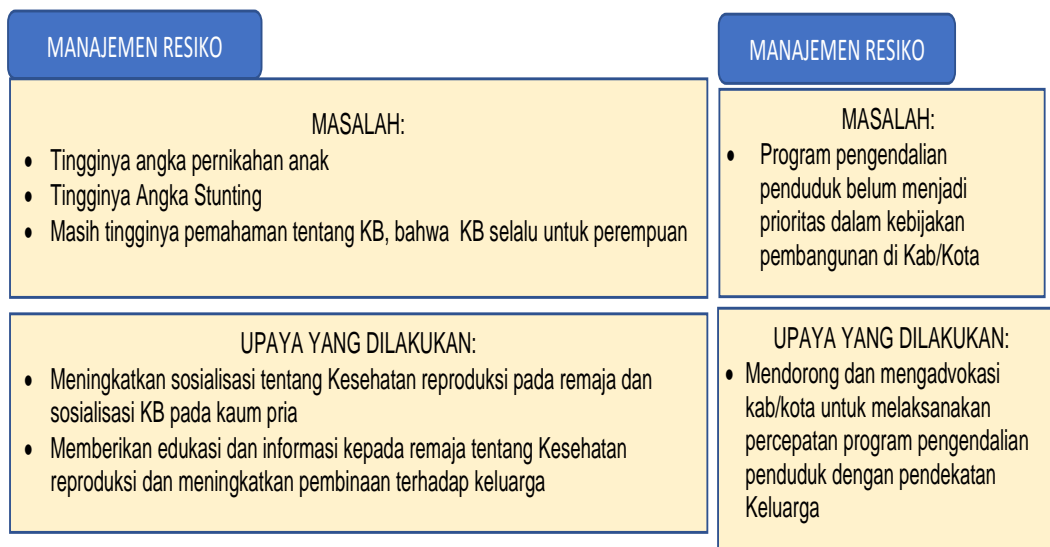 MANAJEMEN RESIKO
MASALAH:
• Tingginya angka pernikahan anak
• Tingginya Angka Stunting
• Masih tingginya pemahaman tentang KB, bahwa KB selalu untuk perempuan
UPAYA YANG DILAKUKAN:
• Meningkatkan sosialisasi tentang Kesehatan reproduksi pada remaja dan
sosialisasi KB pada kaum pria
• Memberikan edukasi dan informasi kepada remaja tentang Kesehatan
reproduksi dan meningkatkan pembinaan terhadap keluarga
MANAJEMEN RESIKO
MASALAH:
• Program pengendalian
penduduk belum menjadi
prioritas dalam kebijakan
pembangunan di Kab/Kota
UPAYA YANG DILAKUKAN:
• Mendorong dan mengadvokasi
kab/kota untuk melaksanakan
percepatan program pengendalian
penduduk dengan pendekatan
Keluarga